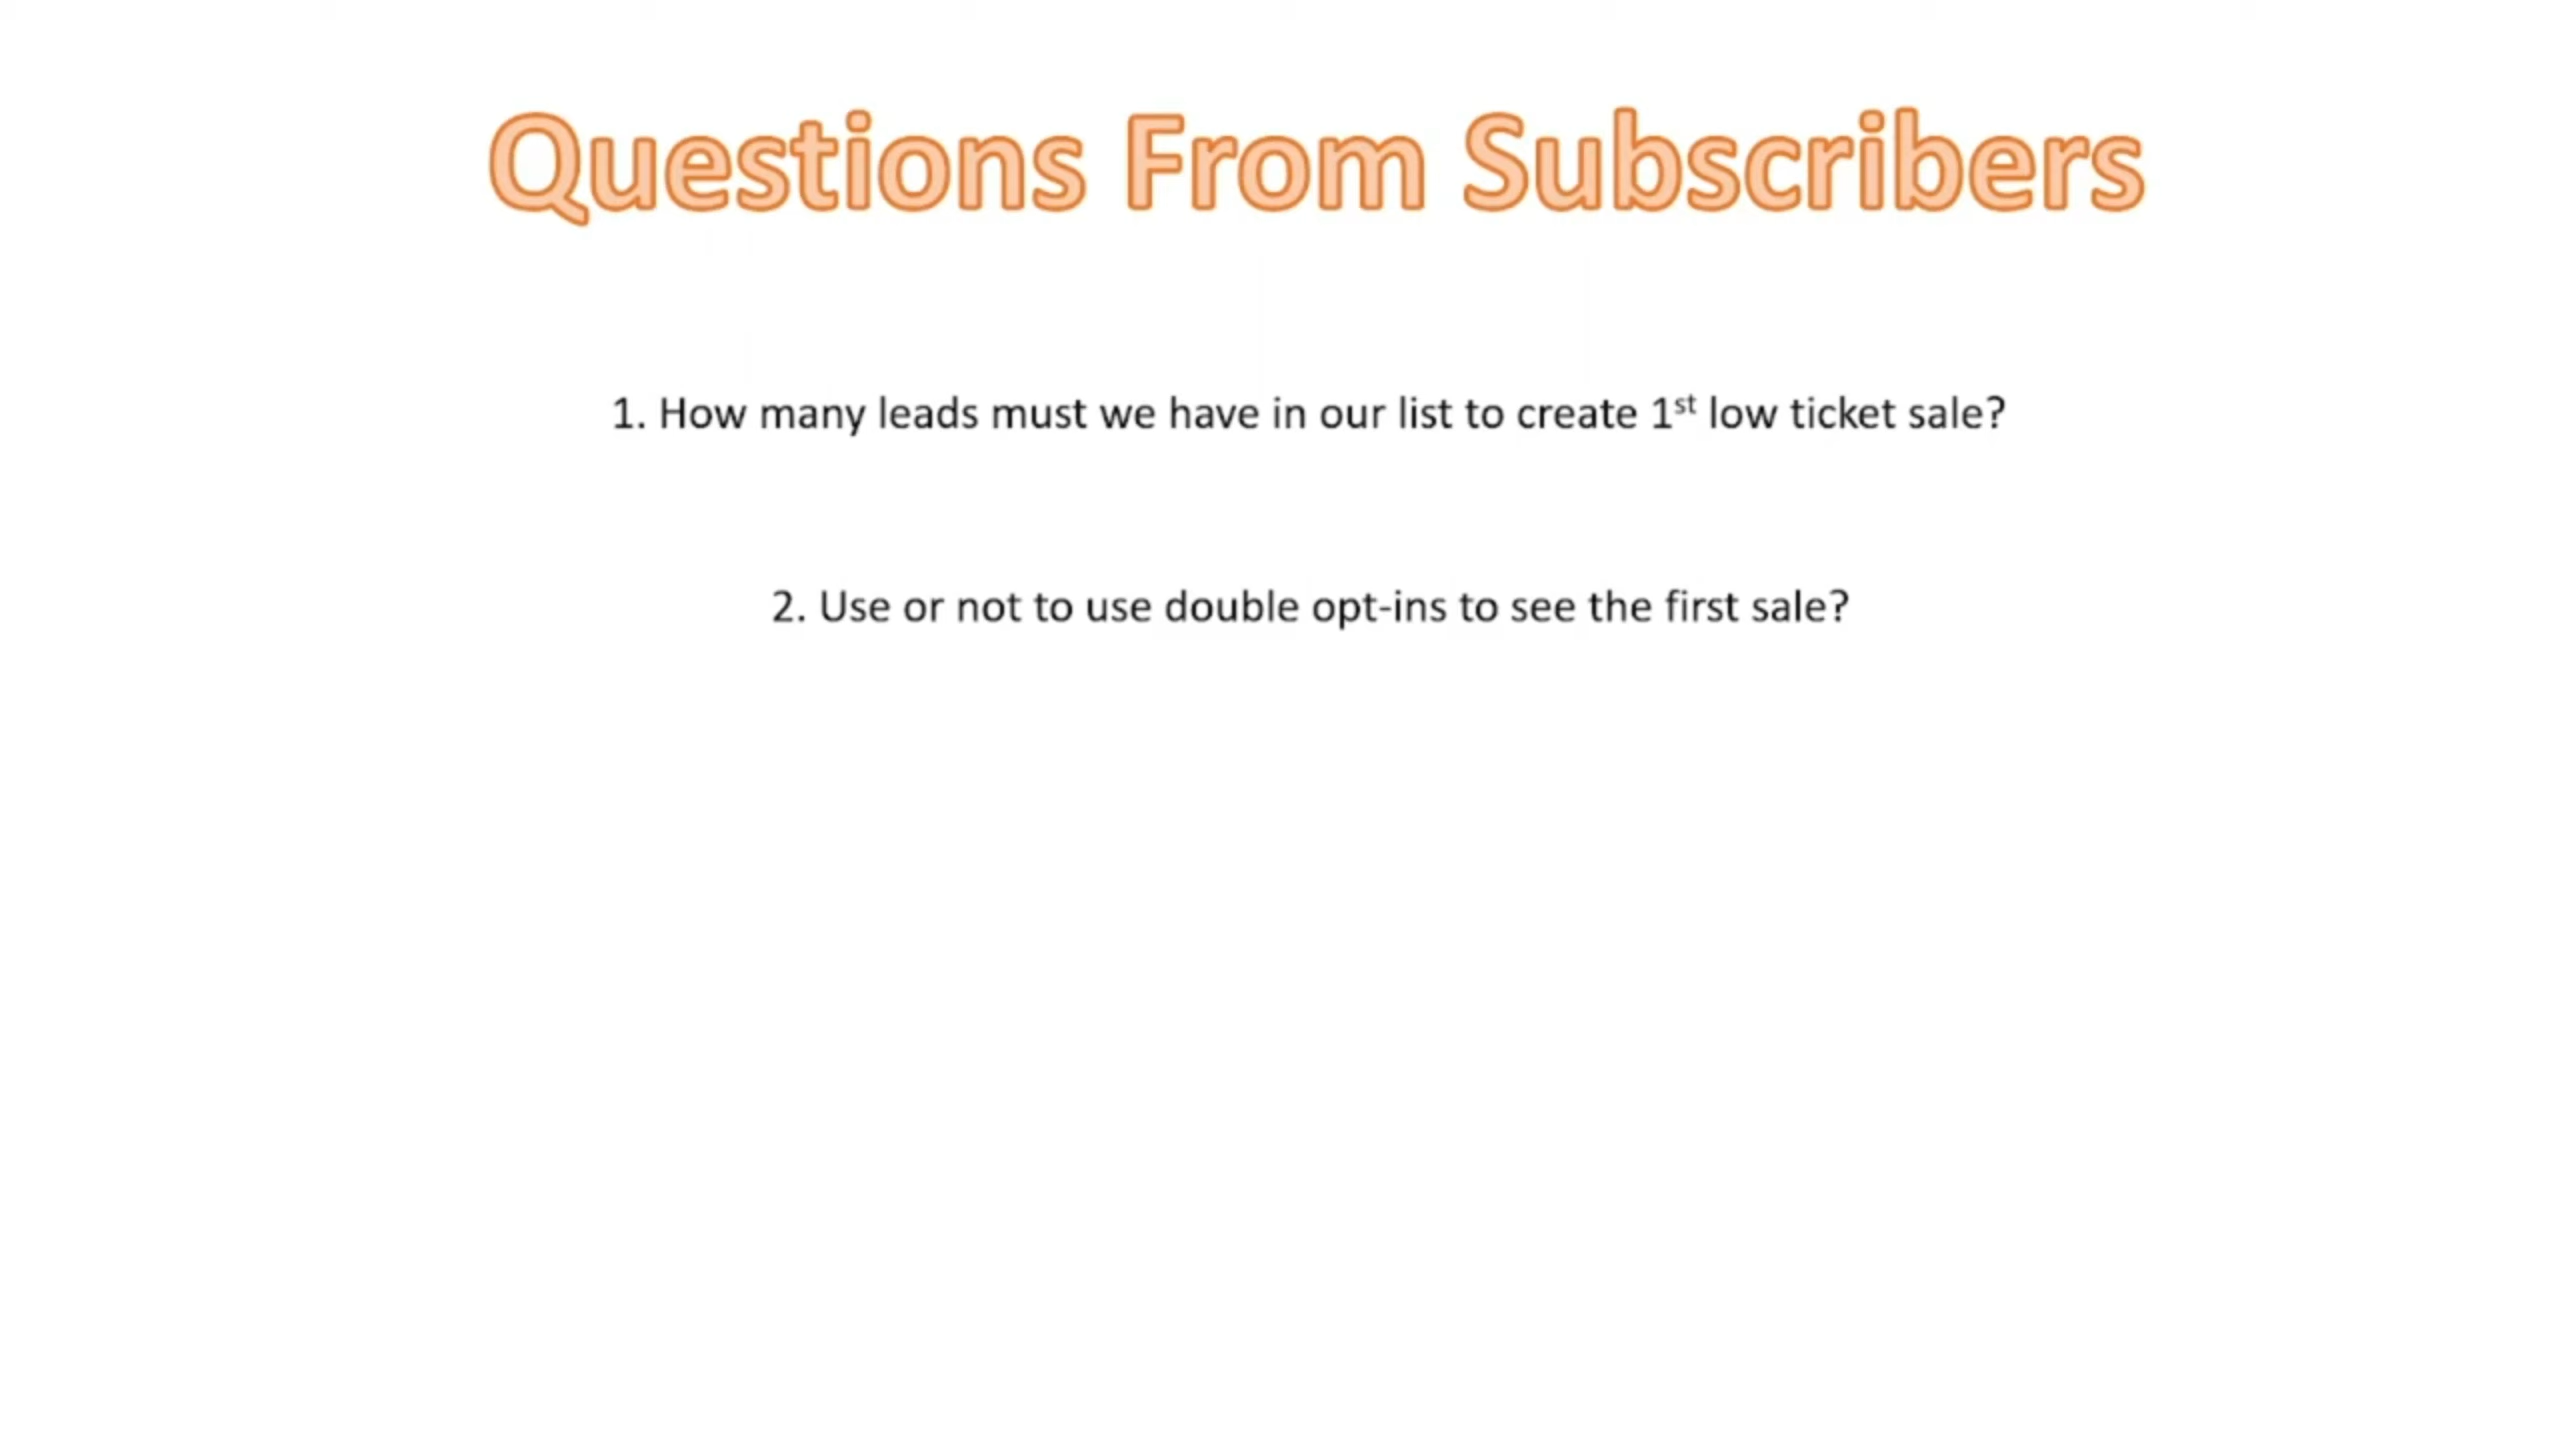 Questions From Subscribers
1. How many leads must we have in our list to create 1st low ticket sale?
2. Use or not to use double opt-ins to see the first sale?